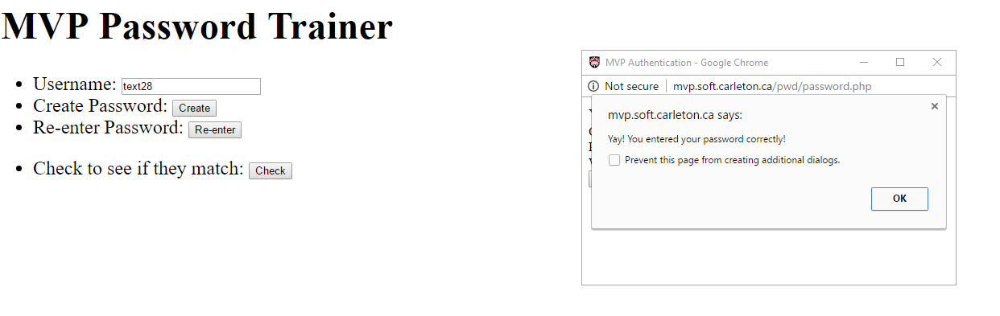 MVP Password Trainer
Username: text28
Create Password: Create
Re-enter Password: Re-enter
Check to see if they match: Check
MVP Authentication - Google Chrome
Not secure | mvp.soft.carleton.ca/pwd/password.php
mvp.soft.carleton.ca says:
Yay! You entered your password correctly!
Prevent this page from creating additional dialogs.
OK